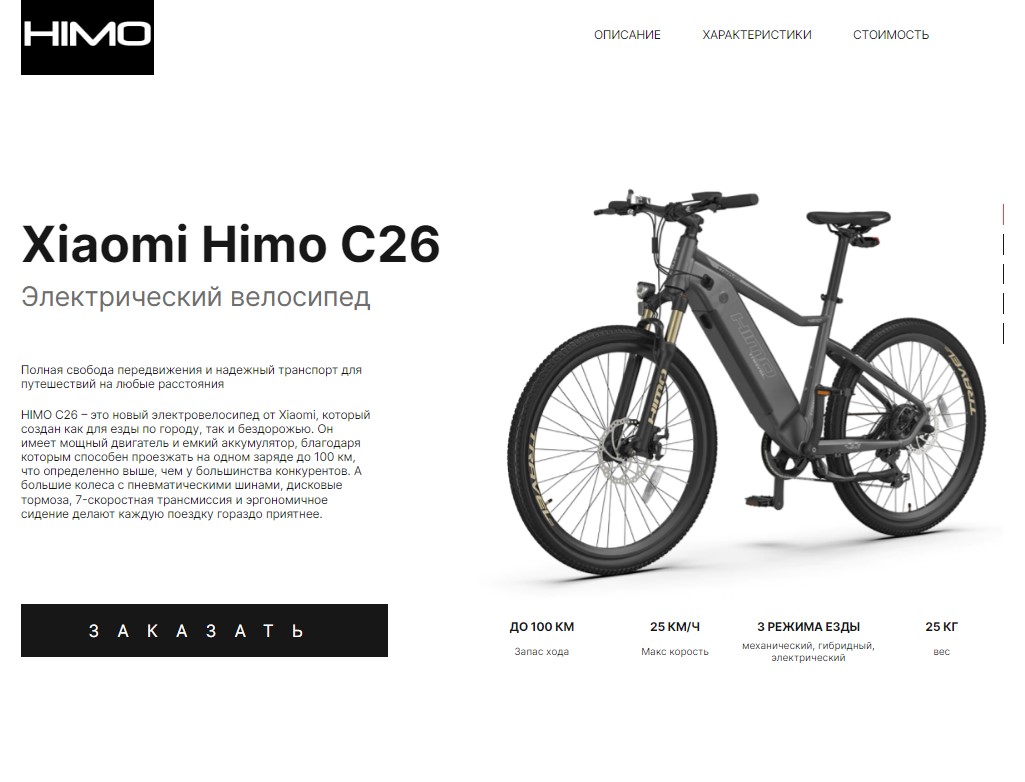 HIMO
ОПИСАНИЕ ХАРАКТЕРИСТИКИ СТОИМОСТЬ
Xiaomi Himo C26
Электрический велосипед
Полная свобода передвижения и надежный транспорт для
путешествий на любые расстояния
HIMO C26 – это новый электровелосипед от Xiaomi, который
создан как для езды по городу, так и бездорожью. Он
имеет мощный двигатель и емкий аккумулятор, благодаря
которым способен проезжать на одном заряде до 100 км,
что определенно выше, чем у большинства конкурентов. А
большие колеса с пневматическими шинами, дисковые
тормоза, 7-скоростная трансмиссия и эргономичное
сидение делают каждую поездку гораздо приятнее.
ЗАКАЗАТЬ
HIMO
HIMO
TRAVEL
TRAVEL
ДО 100 КМ
Запас хода
25 КМ/Ч
Макс корость
3 РЕЖИМА ЕЗДЫ
механический, гибридный,
электрический
25 КГ
вес